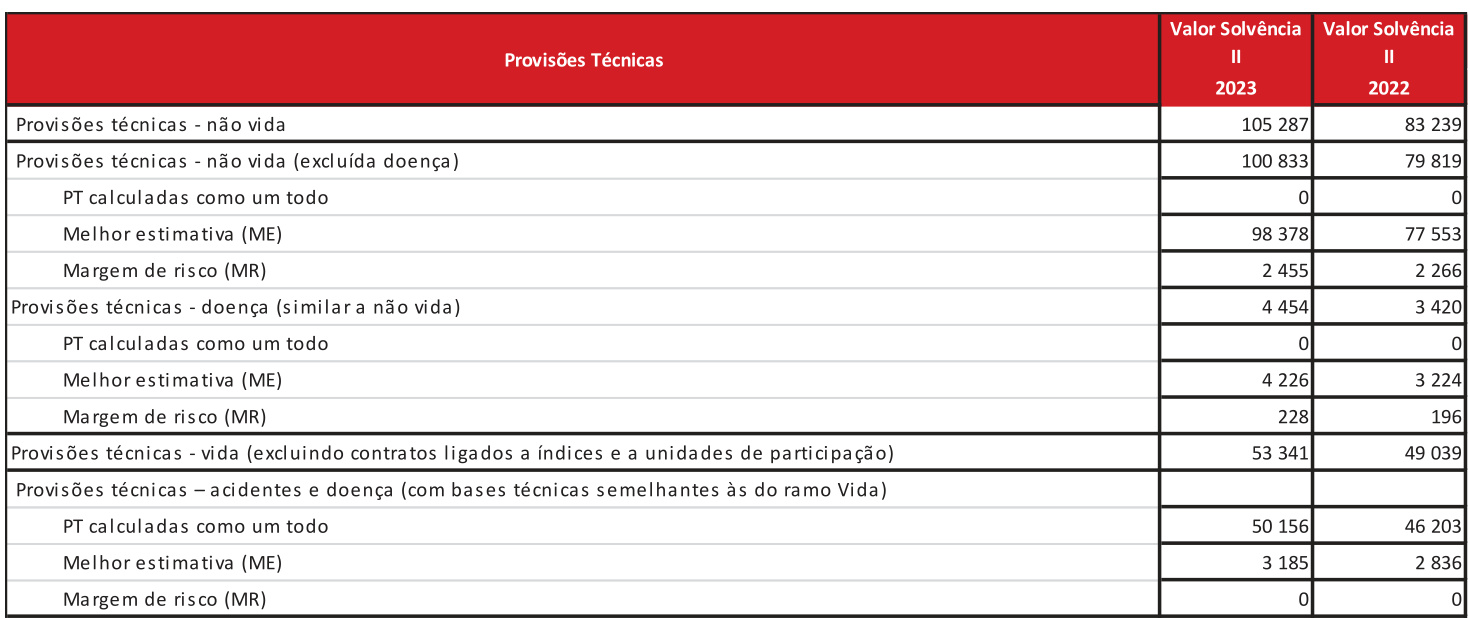 Provisões Técnicas
Valor Solvência
II
2023
Valor Solvência
II
2022
Provisões técnicas - não vida 105 287 83 239
Provisões técnicas - não vida (excluída doença) 100 833 79 819
PT calculadas como um todo 0 0
Melhor estimativa (ME) 98 378 77 553
Margem de risco (MR) 2 455 2 266
Provisões técnicas - doença (similar a não vida) 4 454 3 420
PT calculadas como um todo 0 0
Melhor estimativa (ME) 4 226 3 224
Margem de risco (MR) 228 196
Provisões técnicas - vida (excluindo contratos ligados a índices e a unidades de participação) 53 341 49 039
Provisões técnicas – acidentes e doença (com bases técnicas semelhantes às do ramo Vida)
PT calculadas como um todo 50 156 46 203
Melhor estimativa (ME) 3 185 2 836
Margem de risco (MR) 0 0